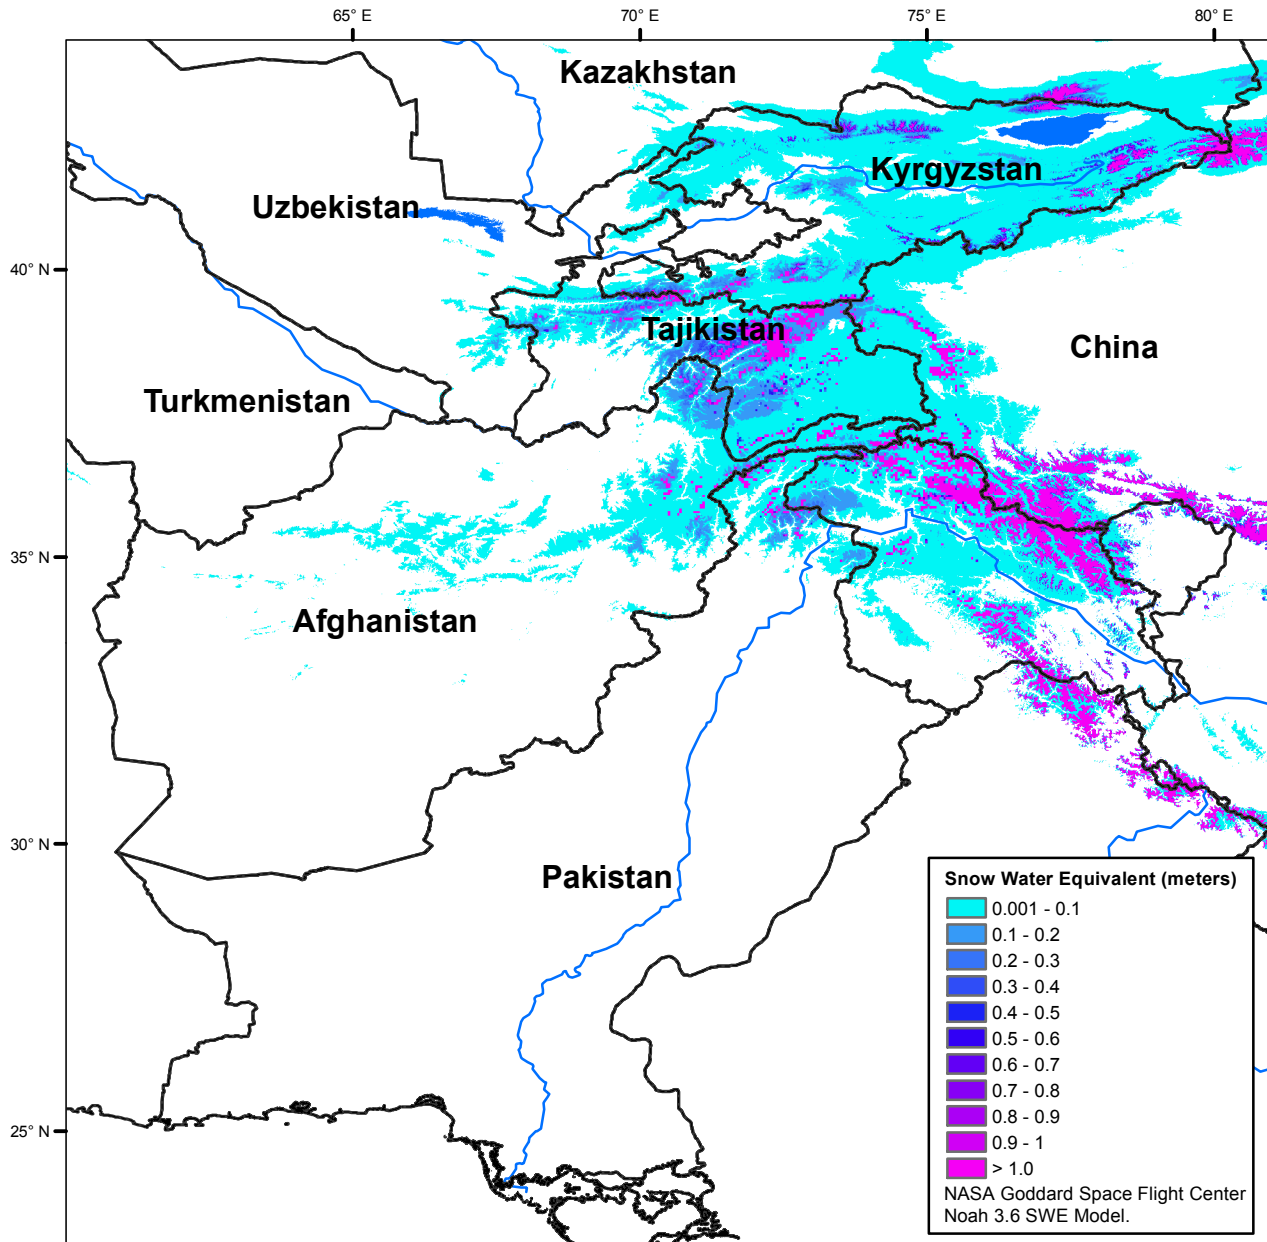 65° E
70° E
75° E
80° E
Kazakhstan
Kyrgyzstan
Uzbekistan
40° N
Tajikistan
China
Turkmenistan
35° N
Afghanistan
30° N
Pakistan
25° N
Snow Water Equivalent (meters)
0.001 - 0.1
0.1 - 0.2
0.2 - 0.3
0.3 - 0.4
0.4 - 0.5
0.5 - 0.6
0.6 - 0.7
0.7 - 0.8
0.8 - 0.9
0.9 - 1
> 1.0
NASA Goddard Space Flight Center
Noah 3.6 SWE Model.